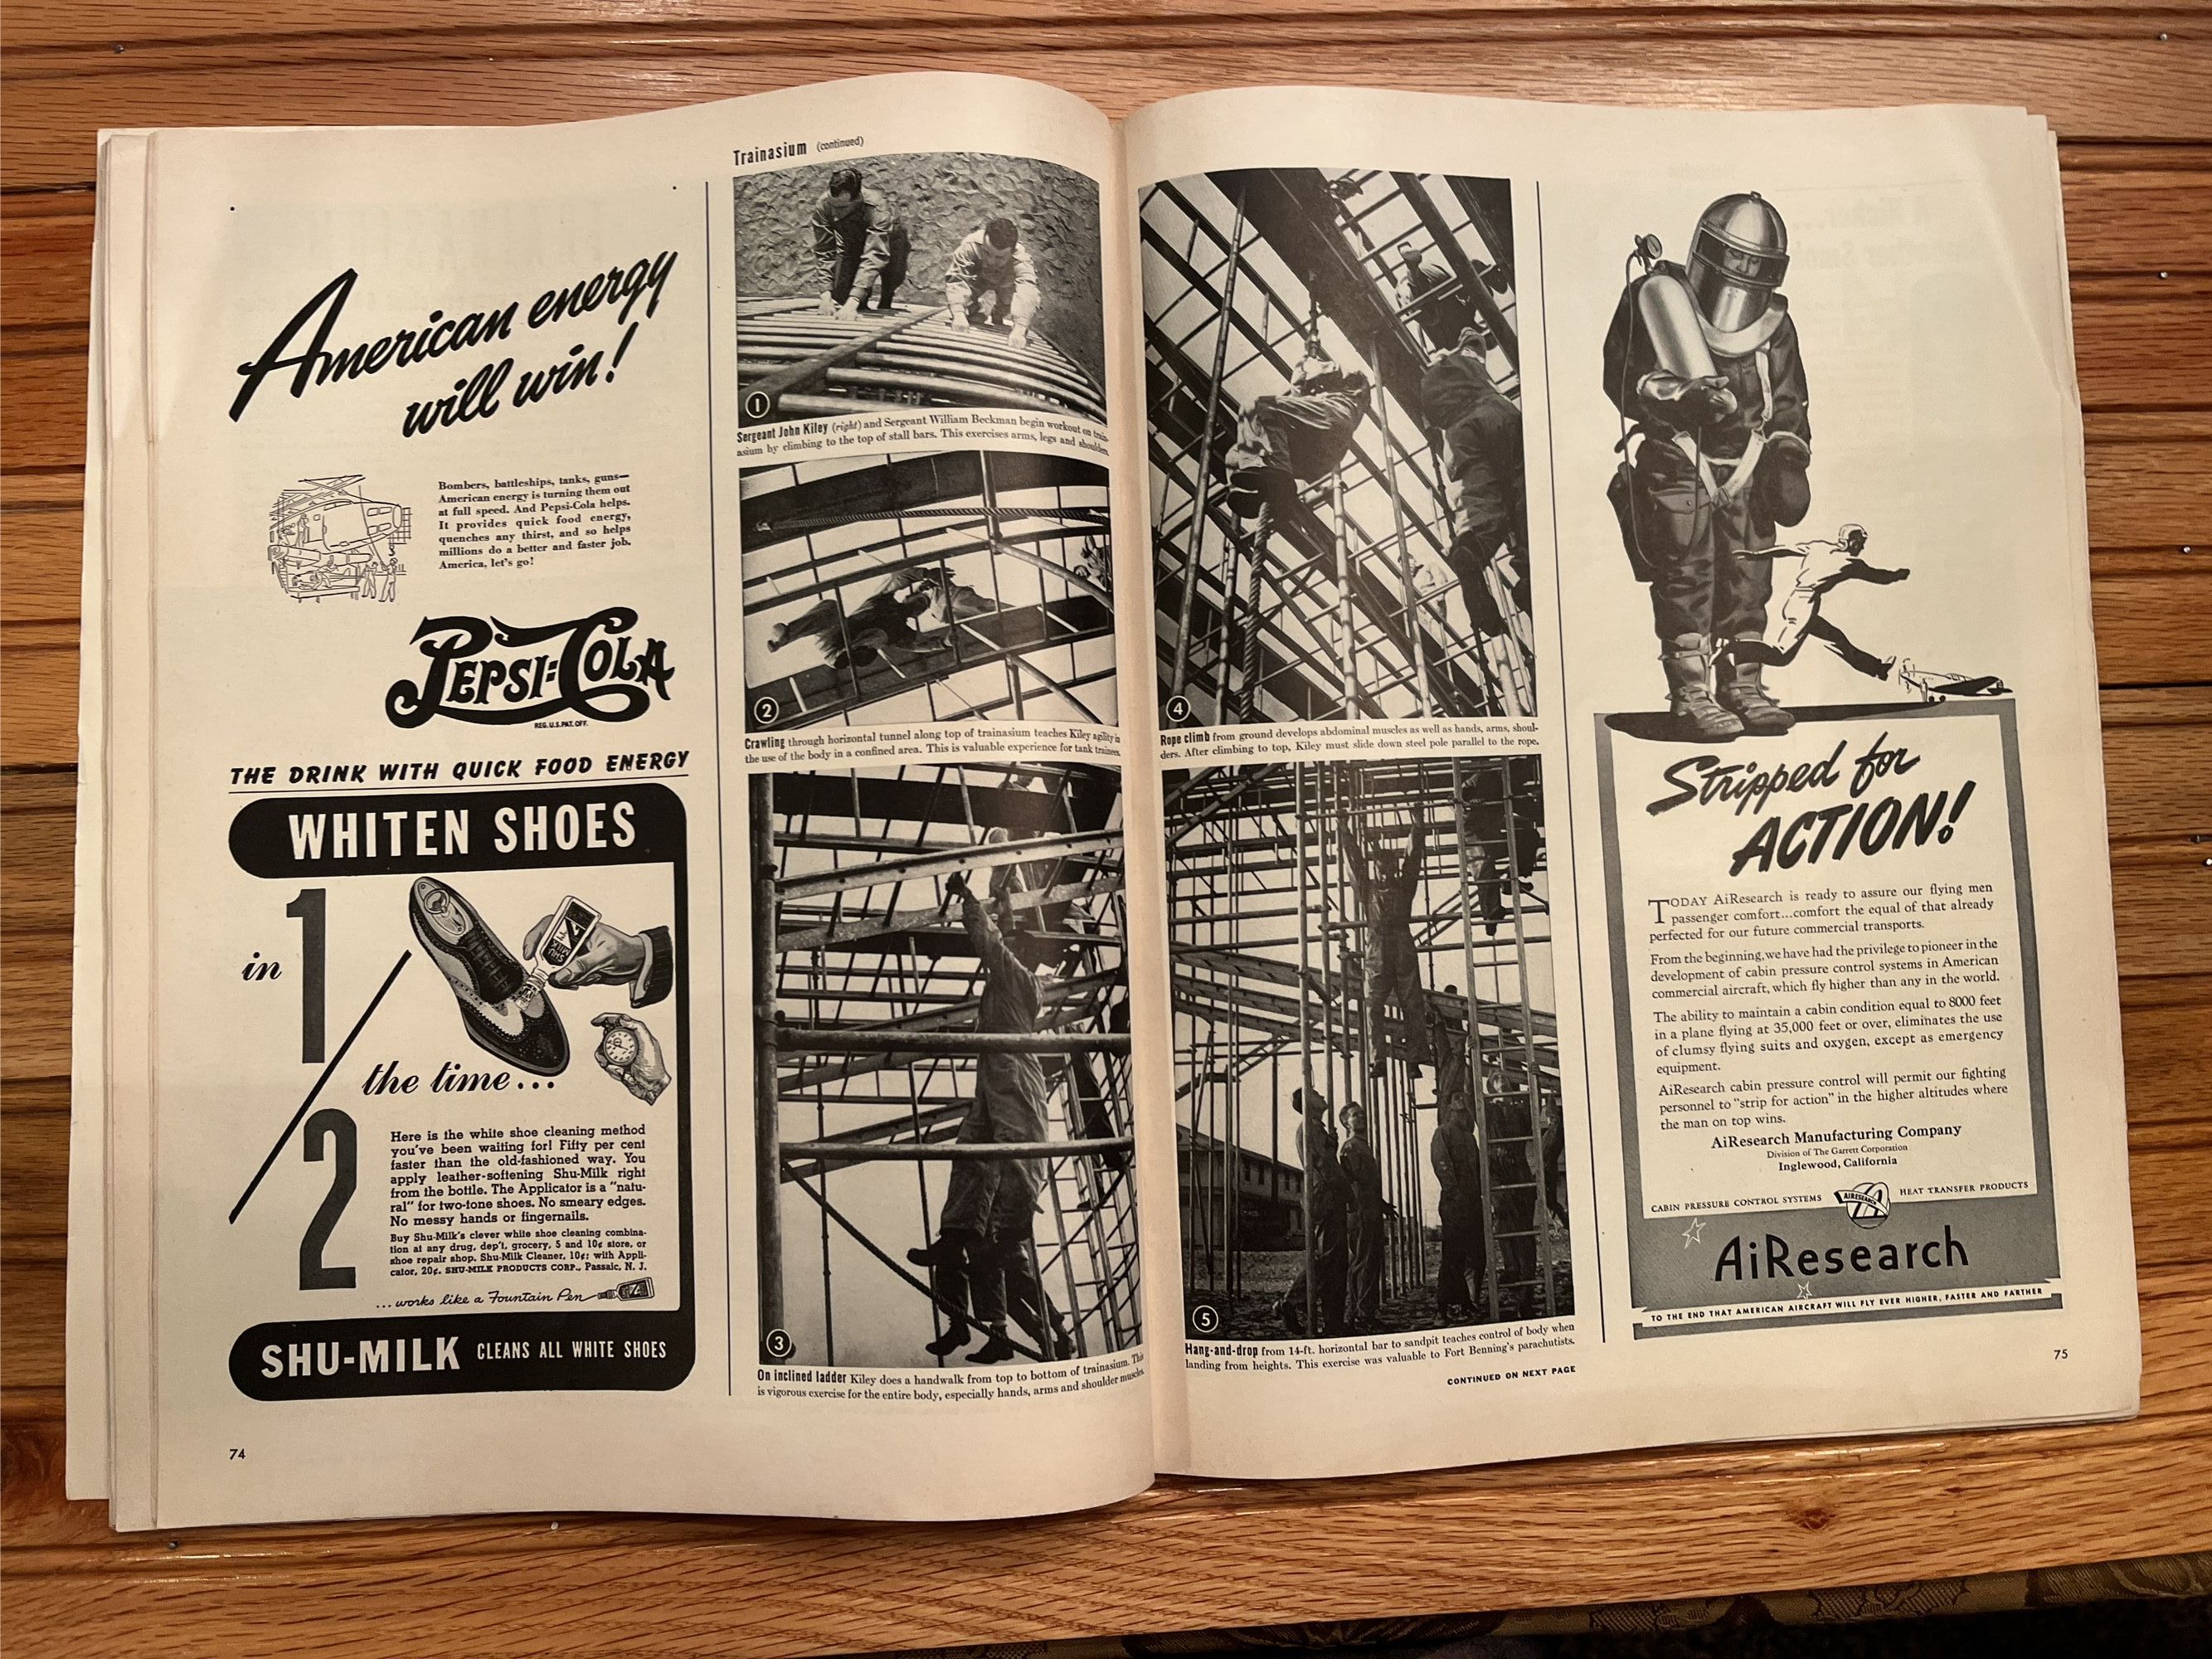 American energy
will win!
Bombers, battleships, tanks, guns—
American energy is turning them out
at full speed. And Pepsi-Cola helps.
It provides quick food energy,
quenches any thirst, and so helps
millions do a better and faster job.
America, let's go!
PEPSI=COLA
REG. U.S. PAT. OFF.
THE DRINK WITH QUICK FOOD ENERGY
WHITEN SHOES
in 1/2
the time...
SHU-MILK
Here is the white shoe cleaning method
you've been waiting for! Fifty per cent
faster than the old-fashioned way. You
apply leather-softening Shu-Milk right
from the bottle. The Applicator is a "natu-
ral" for two-tone shoes. No smeary edges.
No messy hands or fingernails.
Buy Shu-Milk's clever white shoe cleaning combina-
tion at any drug, dep't, grocery, 5 and 10¢ store, or
shoe repair shop. Shu-Milk Cleaner, 10¢; with Appli-
cator, 20¢. SHU-MILK PRODUCTS CORP., Passaic, N. J.
...works like a Fountain Pen
SHU-MILK CLEANS ALL WHITE SHOES
74
Trainasium (continued)
1
Sergeant John Kiley (right) and Sergeant William Beckman begin workout on train-
asium by climbing to the top of stall bars. This exercises arms, legs and shoulders.
2
Crawling through horizontal tunnel along top of trainasium teaches Kiley agility in
the use of the body in a confined area. This is valuable experience for tank trainees.
3
On inclined ladder Kiley does a handwalk from top to bottom of trainasium. This
is vigorous exercise for the entire body, especially hands, arms and shoulder muscles.
4
Rope climb from ground develops abdominal muscles as well as hands, arms, shoul-
ders. After climbing to top, Kiley must slide down steel pole parallel to the rope.
5
Hang-and-drop from 14-ft. horizontal bar to sandpit teaches control of body when
landing from heights. This exercise was valuable to Fort Benning's parachutists.
CONTINUED ON NEXT PAGE
Stripped for
ACTION!
TODAY AiResearch is ready to assure our flying men
passenger comfort...comfort the equal of that already
perfected for our future commercial transports.
From the beginning, we have had the privilege to pioneer in the
development of cabin pressure control systems in American
commercial aircraft, which fly higher than any in the world.
The ability to maintain a cabin condition equal to 8000 feet
in a plane flying at 35,000 feet or over, eliminates the use
of clumsy flying suits and oxygen, except as emergency
equipment.
AiResearch cabin pressure control will permit our fighting
personnel to "strip for action" in the higher altitudes where
the man on top wins.
AiResearch Manufacturing Company
Division of The Garrett Corporation
Inglewood, California
CABIN PRESSURE CONTROL SYSTEMS AIRESEARCH HEAT TRANSFER PRODUCTS
AiResearch
TO THE END THAT AMERICAN AIRCRAFT WILL FLY EVER HIGHER, FASTER AND FARTHER
75